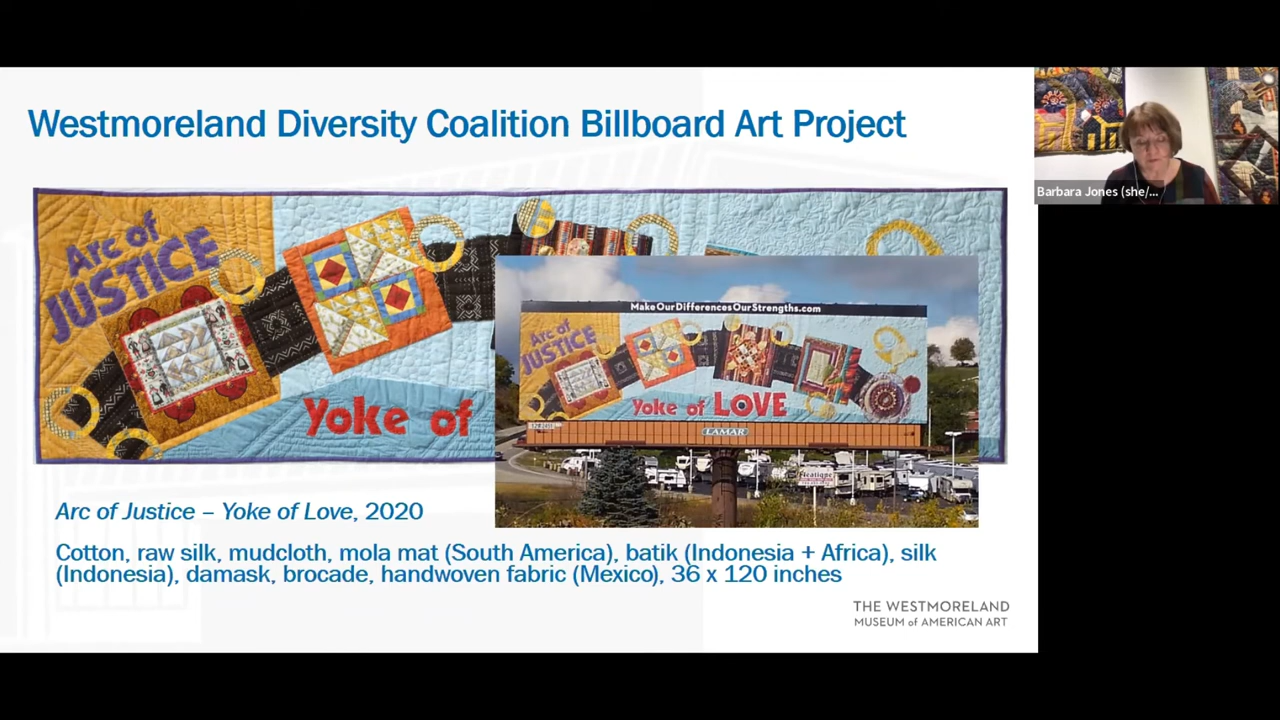 Westmoreland Diversity Coalition Billboard Art Project
Barbara Jones (she/...
Arc of
JUSTICE
Yoke of
MakeOurDifferencesOurStrengths.com
Arc of
JUSTICE
Yoke of LOVE
LAMAR
Arc of Justice – Yoke of Love, 2020
Cotton, raw silk, mudcloth, mola mat (South America), batik (Indonesia + Africa), silk
(Indonesia), damask, brocade, handwoven fabric (Mexico), 36 x 120 inches
THE WESTMORELAND
MUSEUM of AMERICAN ART